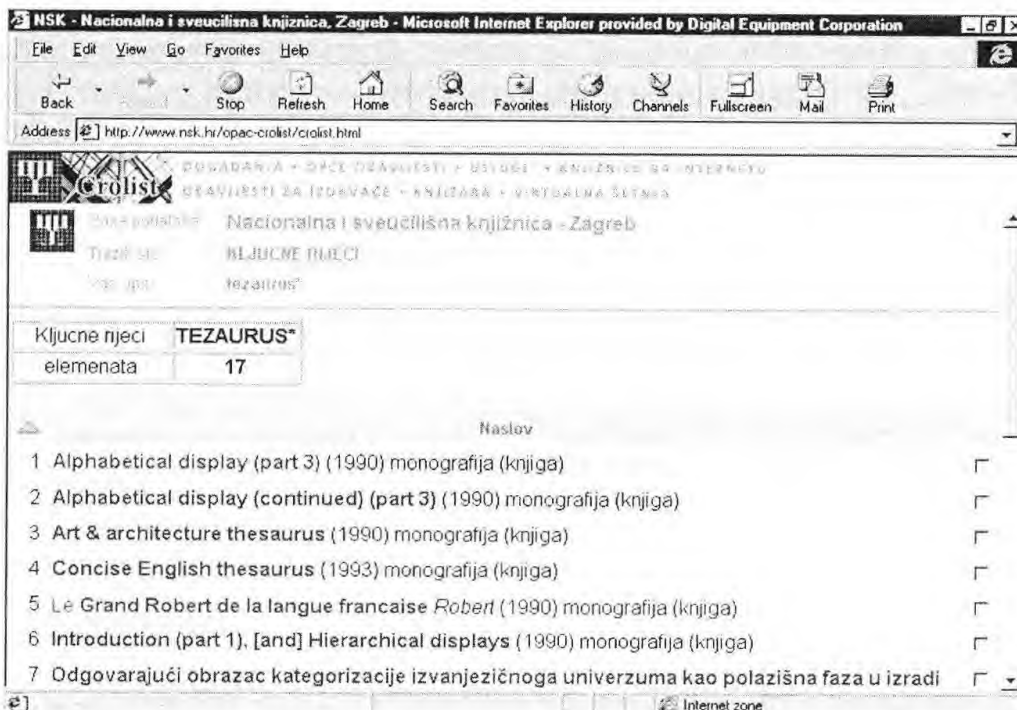 NSK - Nacionalna i sveucilisna knjiznica, Zagreb - Microsoft Internet Explorer provided by Digital Equipment Corporation
File Edit View Go Favorites Help
Back Stop Refresh Home Search Favorites History Channels Fullscreen Mail Print
Address http://www.nsk.hr/opac-crolist/crolist.html
Crolist
Nacionalna i sveučilišna knjižnica - Zagreb
KLJUCNE RIJECI
tezaurus*
Kljucne rijeci TEZAURUS*
elemenata 17
Naslov
1 Alphabetical display (part 3) (1990) monografija (knjiga)
2 Alphabetical display (continued) (part 3) (1990) monografija (knjiga)
3 Art & architecture thesaurus (1990) monografija (knjiga)
4 Concise English thesaurus (1993) monografija (knjiga)
5 Le Grand Robert de la langue francaise Robert (1990) monografija (knjiga)
6 Introduction (part 1), [and] Hierarchical displays (1990) monografija (knjiga)
7 Odgovarajući obrazac kategorizacije izvanjezičnoga univerzuma kao polazišna faza u izradi
Internet zone